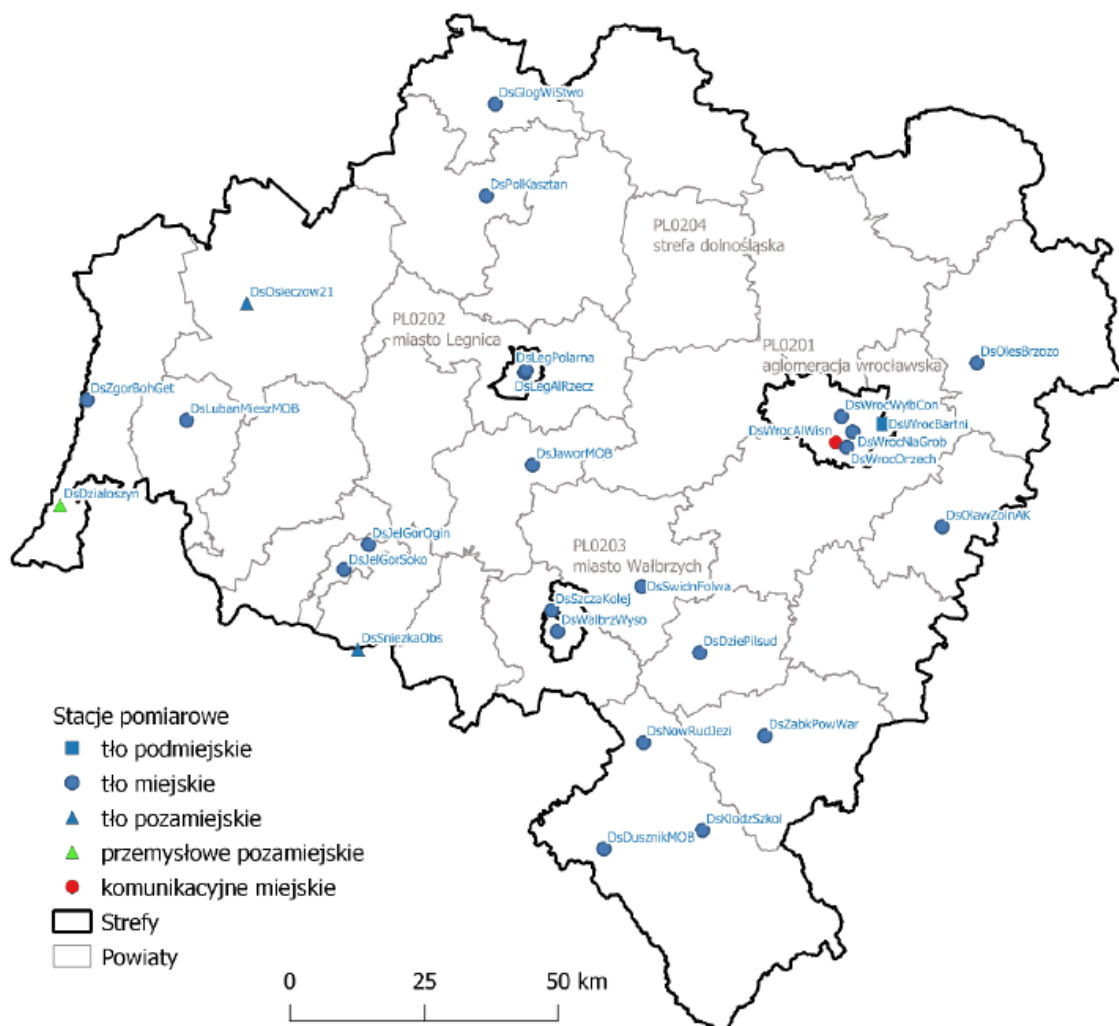 DsGlogWiStwo
DsPolKasztan
PL0204
strefa dolnośląska
DsOsieczow21
PL0202
miasto Legnica
DsLegPolarna
DsLegAlRzecz
PL0201
aglomeracja wrocławska
DsOlesBrzozo
DsZgorBohGet
DsLubanMieszMOB
DsWrocWybCon
DsWrocBartni
DsWrocAlWisn
DsWrocNaGrob
DsWrocOrzech
DsJaworMOB
DsDzialoszyn
DsOlawZolnAK
DsJelGorOgin
DsJelGorSoko
PL0203
miasto Wałbrzych
DsSwidnFolwa
DsSzczaKolej
DsWalbrzWyso
DsSniezkaObs
DsDziePilsud
DsNowRudJezi
DsZabkPowWar
DsKlodzSzkol
DsDusznikMOB
Stacje pomiarowe
tło podmiejskie
tło miejskie
tło pozamiejskie
przemysłowe pozamiejskie
komunikacyjne miejskie
Strefy
Powiaty
0 25 50 km